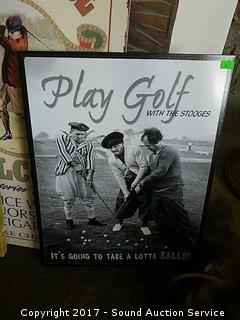 Play Golf
WITH THE STOOGES
IT'S GOING TO TAKE A LOTTA BALLS!
Copyright 2017 - Sound Auction Service